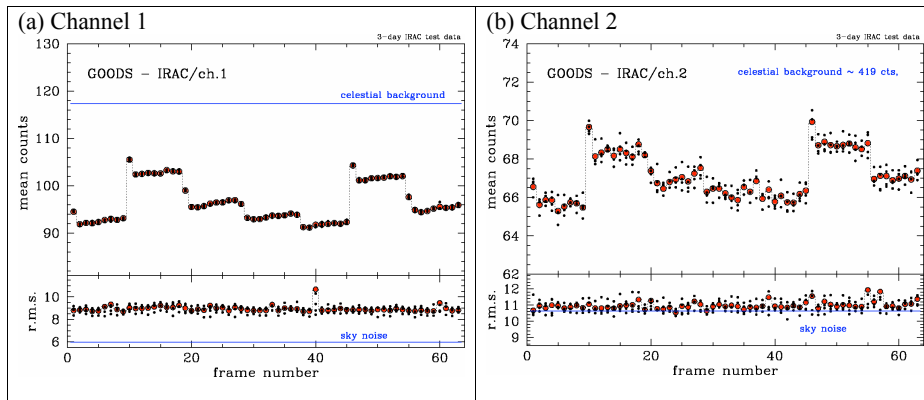 (a) Channel 1
3-day IRAC test data
GOODS - IRAC/ch.1
celestial background
mean counts
130
120
110
100
90
r.m.s.
10
8
6
sky noise
0
20
40
60
frame number
(b) Channel 2
3-day IRAC test data
GOODS - IRAC/ch.2
celestial background ~ 419 cts,
mean counts
74
72
70
68
66
64
62
r.m.s.
12
11
10
9
sky noise
0
20
40
60
frame number